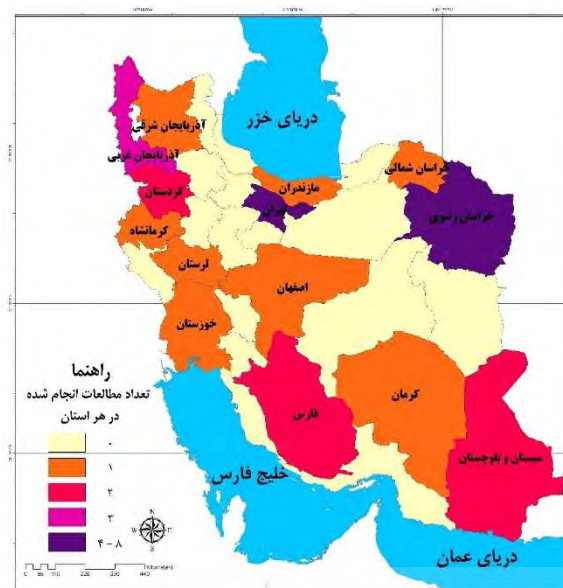 دریای خزر
آذربایجان شرقی
آذربایجان غربی
خراسان شمالی
مازندران
کردستان
تهران
خراسان رضوی
کرمانشاه
لرستان
اصفهان
خوزستان
راهنما
تعداد مطالعات انجام شده
در هر استان
۰
۱
۲
۳
۴ - ۸
کرمان
فارس
سیستان و بلوچستان
خلیج فارس
دریای عمان
N
W
E
S
Kilometers